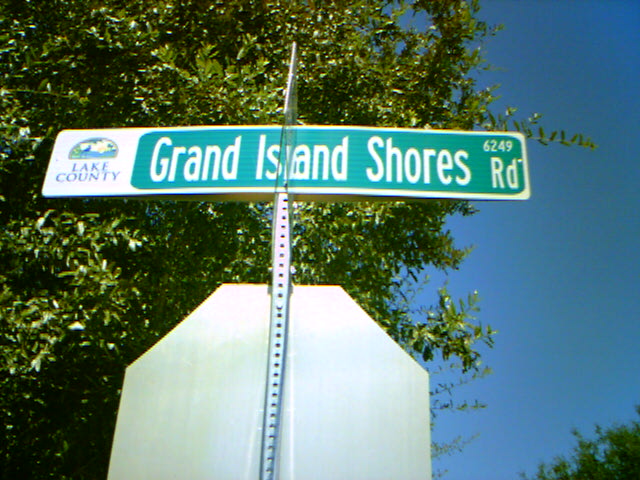 LAKE
COUNTY
Grand Island Shores
6249
Rd